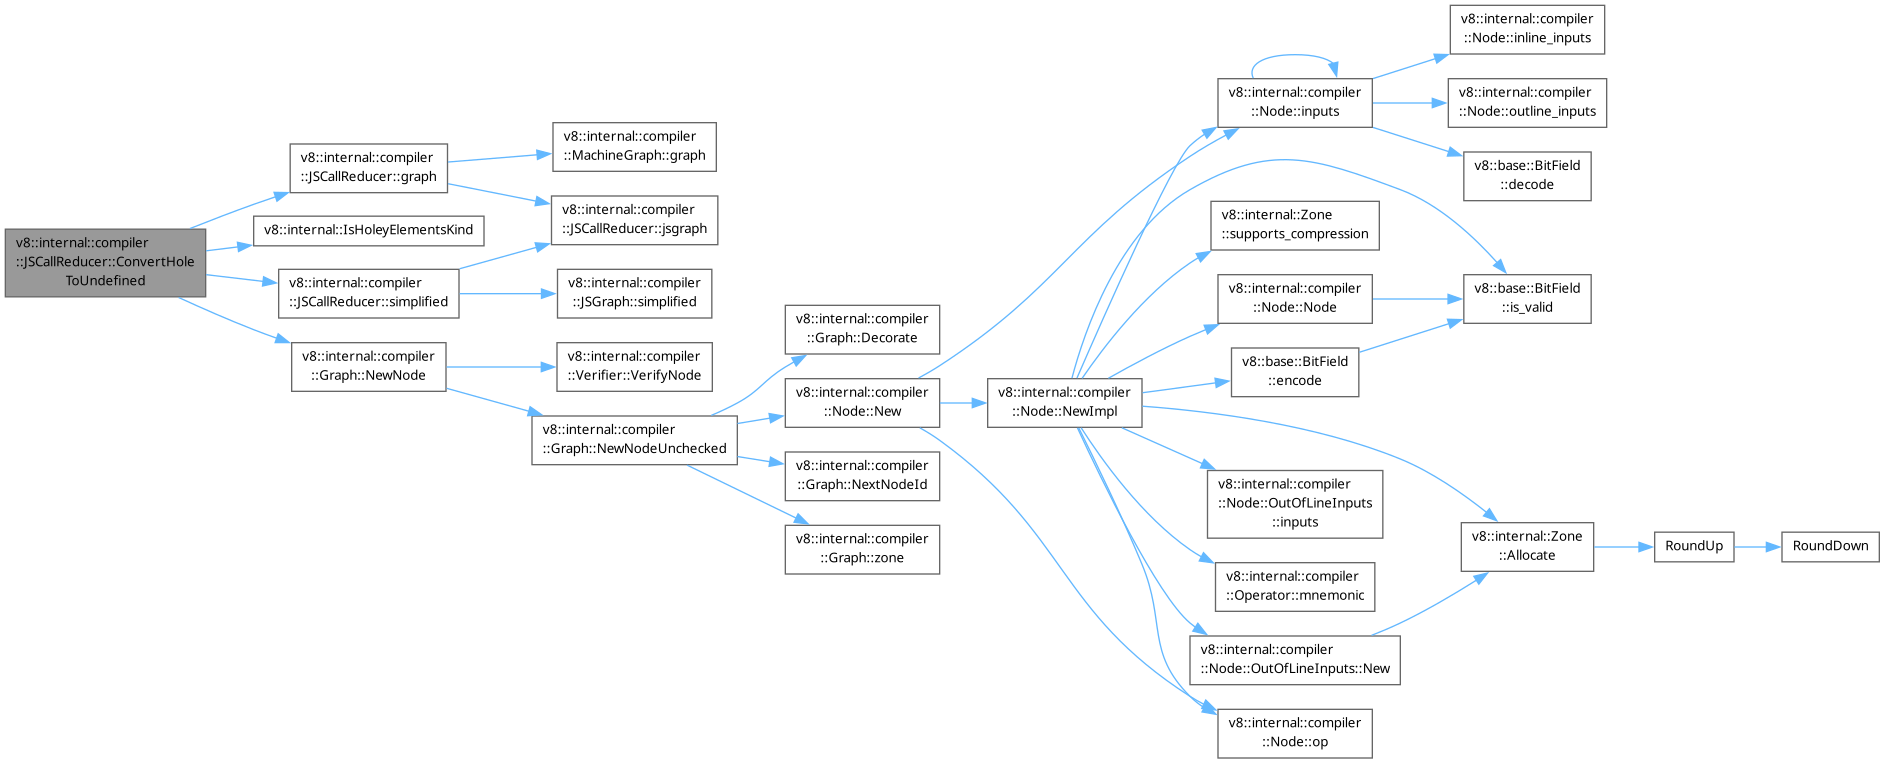 v8::internal::compiler
::JSCallReducer::ConvertHole
ToUndefined
v8::internal::compiler
::JSCallReducer::graph
v8::internal::IsHoleyElementsKind
v8::internal::compiler
::JSCallReducer::simplified
v8::internal::compiler
::Graph::NewNode
v8::internal::compiler
::MachineGraph::graph
v8::internal::compiler
::JSCallReducer::jsgraph
v8::internal::compiler
::JSGraph::simplified
v8::internal::compiler
::Verifier::VerifyNode
v8::internal::compiler
::Graph::NewNodeUnchecked
v8::internal::compiler
::Graph::Decorate
v8::internal::compiler
::Node::New
v8::internal::compiler
::Graph::NextNodeId
v8::internal::compiler
::Graph::zone
v8::internal::compiler
::Node::NewImpl
v8::internal::compiler
::Node::inputs
v8::internal::Zone
::supports_compression
v8::internal::compiler
::Node::Node
v8::base::BitField
::encode
v8::internal::compiler
::Node::OutOfLineInputs
::inputs
v8::internal::compiler
::Operator::mnemonic
v8::internal::compiler
::Node::OutOfLineInputs::New
v8::internal::compiler
::Node::op
v8::internal::compiler
::Node::inline_inputs
v8::internal::compiler
::Node::outline_inputs
v8::base::BitField
::decode
v8::base::BitField
::is_valid
v8::internal::Zone
::Allocate
RoundUp
RoundDown